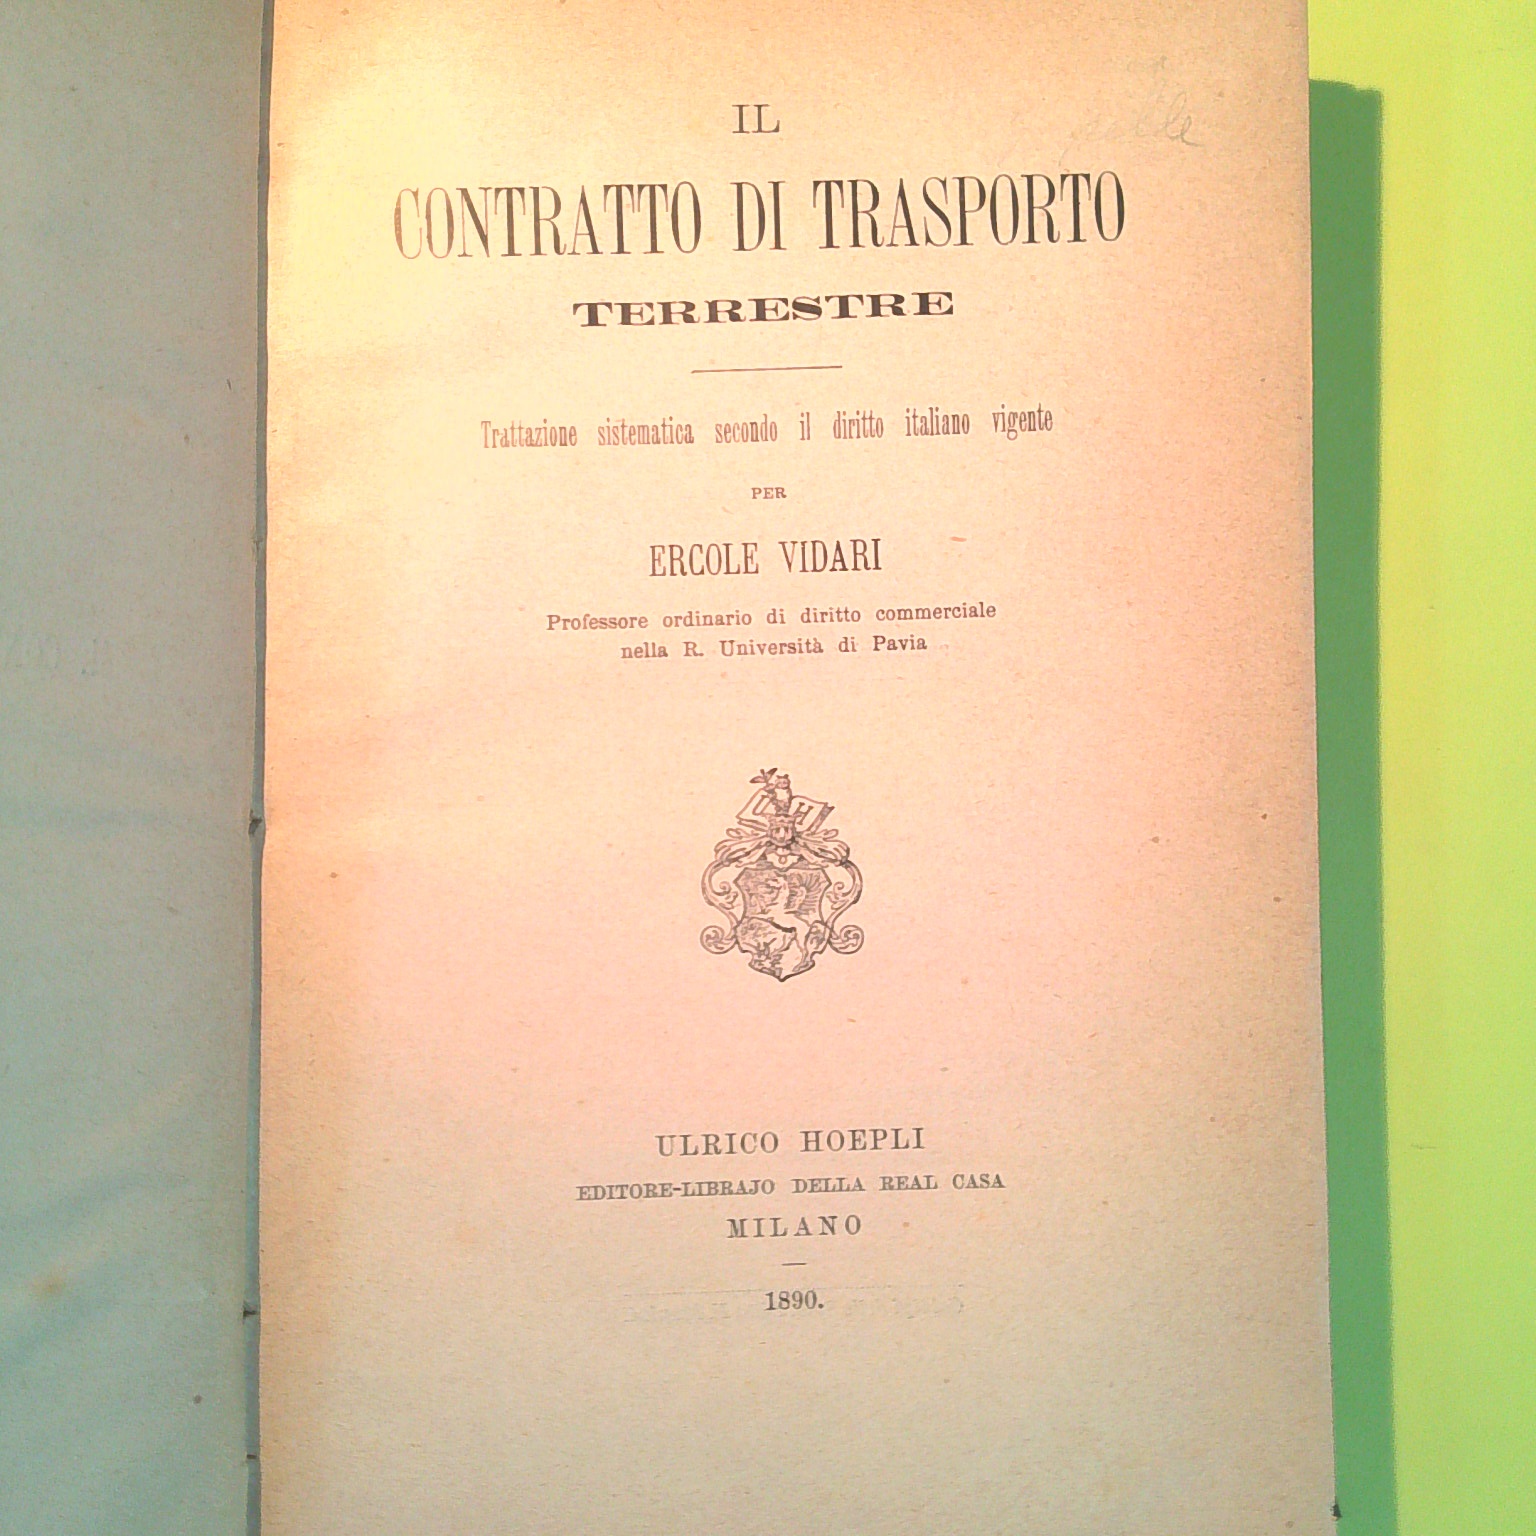 IL
CONTRATTO DI TRASPORTO
TERRESTRE
Trattazione sistematica secondo il diritto italiano vigente
PER
ERCOLE VIDARI
Professore ordinario di diritto commerciale
nella R. Università di Pavia
U H
ULRICO HOEPLI
EDITORE-LIBRAJO DELLA REAL CASA
MILANO
1890.